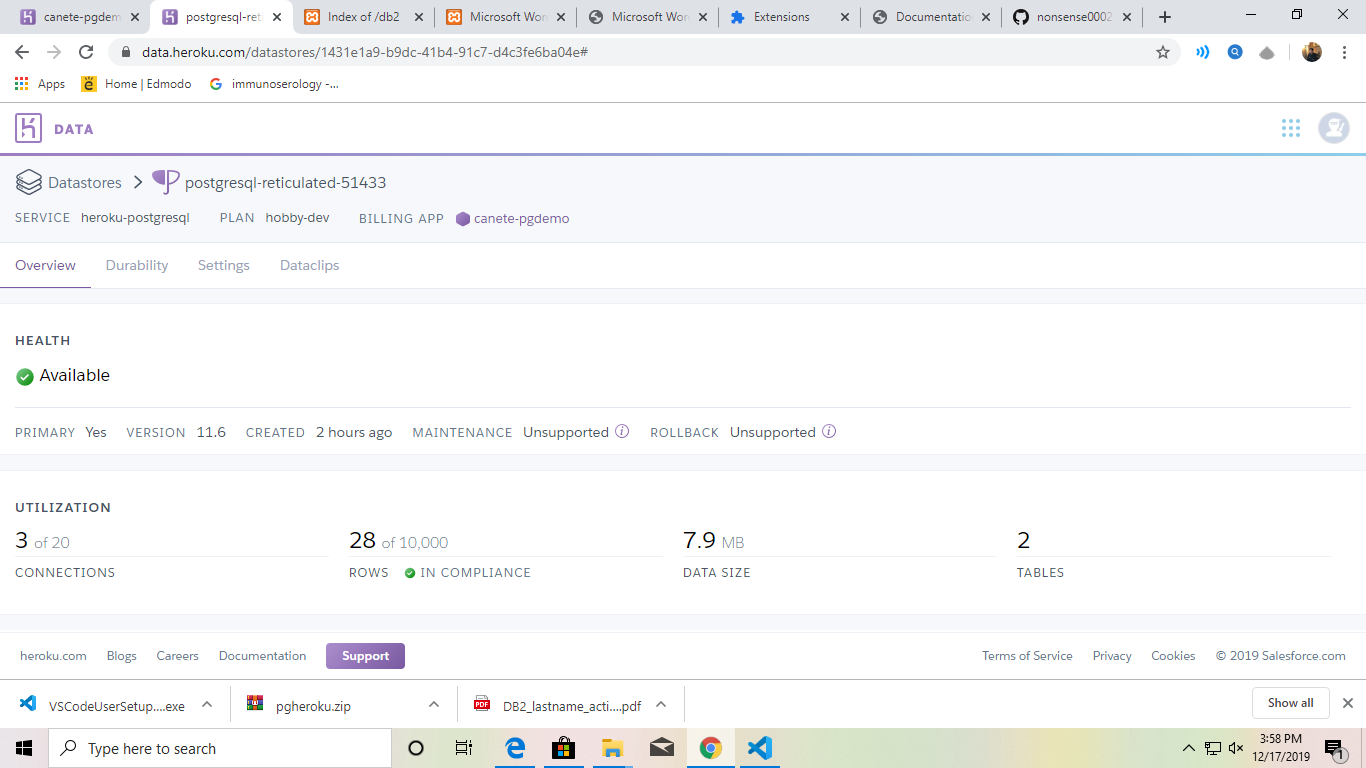 canete-pgdem
postgresql-reti
Index of /db2
Microsoft Wor
Microsoft Wor
Extensions
Documentatio
nonsense0002
data.heroku.com/datastores/1431e1a9-b9dc-41b4-91c7-d4c3fe6ba04e#
Apps
Home | Edmodo
immunoserology -...
DATA
Datastores
postgresql-reticulated-51433
SERVICE heroku-postgresql PLAN hobby-dev BILLING APP canete-pgdemo
Overview Durability Settings Dataclips
HEALTH
Available
PRIMARY Yes VERSION 11.6 CREATED 2 hours ago MAINTENANCE Unsupported ROLLBACK Unsupported
UTILIZATION
3 of 20
CONNECTIONS
28 of 10,000
ROWS IN COMPLIANCE
7.9 MB
DATA SIZE
2
TABLES
heroku.com Blogs Careers Documentation Support
Terms of Service Privacy Cookies © 2019 Salesforce.com
VSCodeUserSetup....exe
pgheroku.zip
DB2_lastname_acti....pdf
Show all
Type here to search
3:58 PM
12/17/2019
1